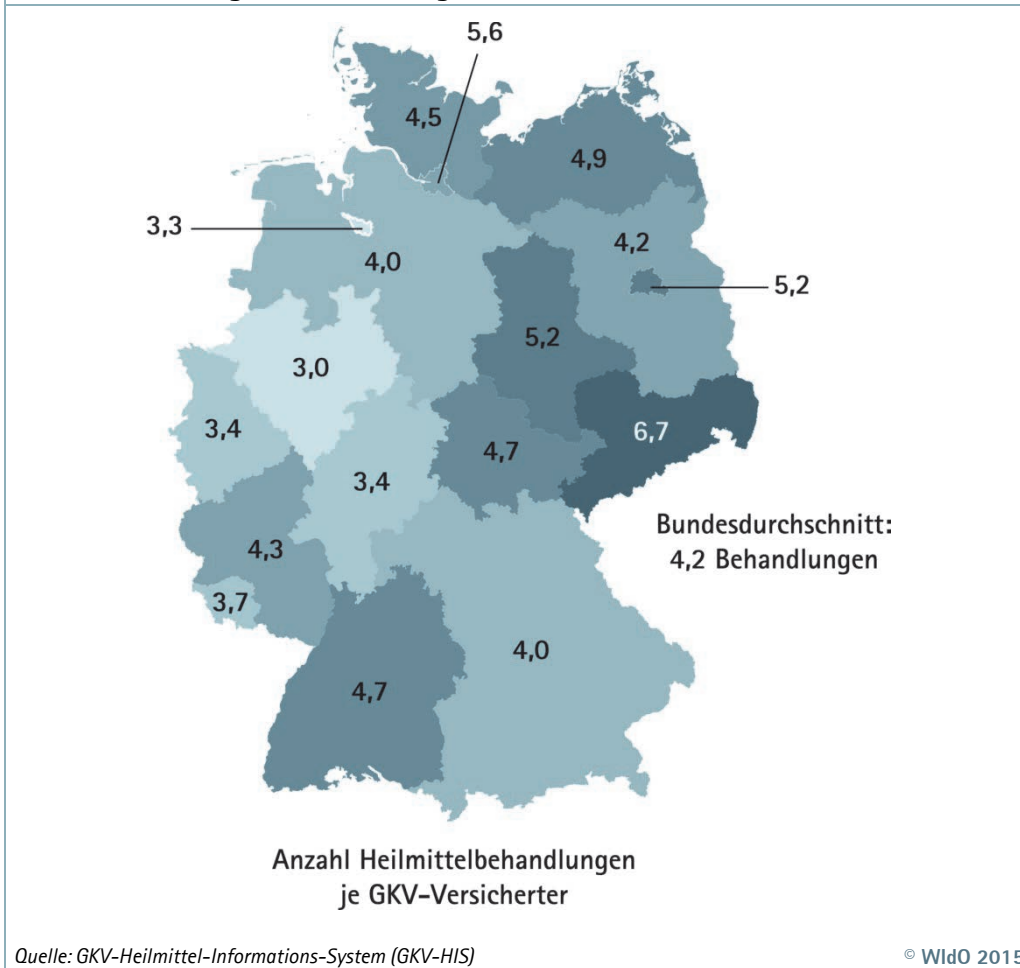 5,6
4,5
4,9
3,3
4,0
4,2
5,2
5,2
3,0
3,4
4,7
6,7
3,4
Bundesdurchschnitt:
4,2 Behandlungen
4,3
3,7
4,0
4,7
Anzahl Heilmittelbehandlungen
je GKV-Versicherter
Quelle: GKV-Heilmittel-Informations-System (GKV-HIS)
© WIdO 2015